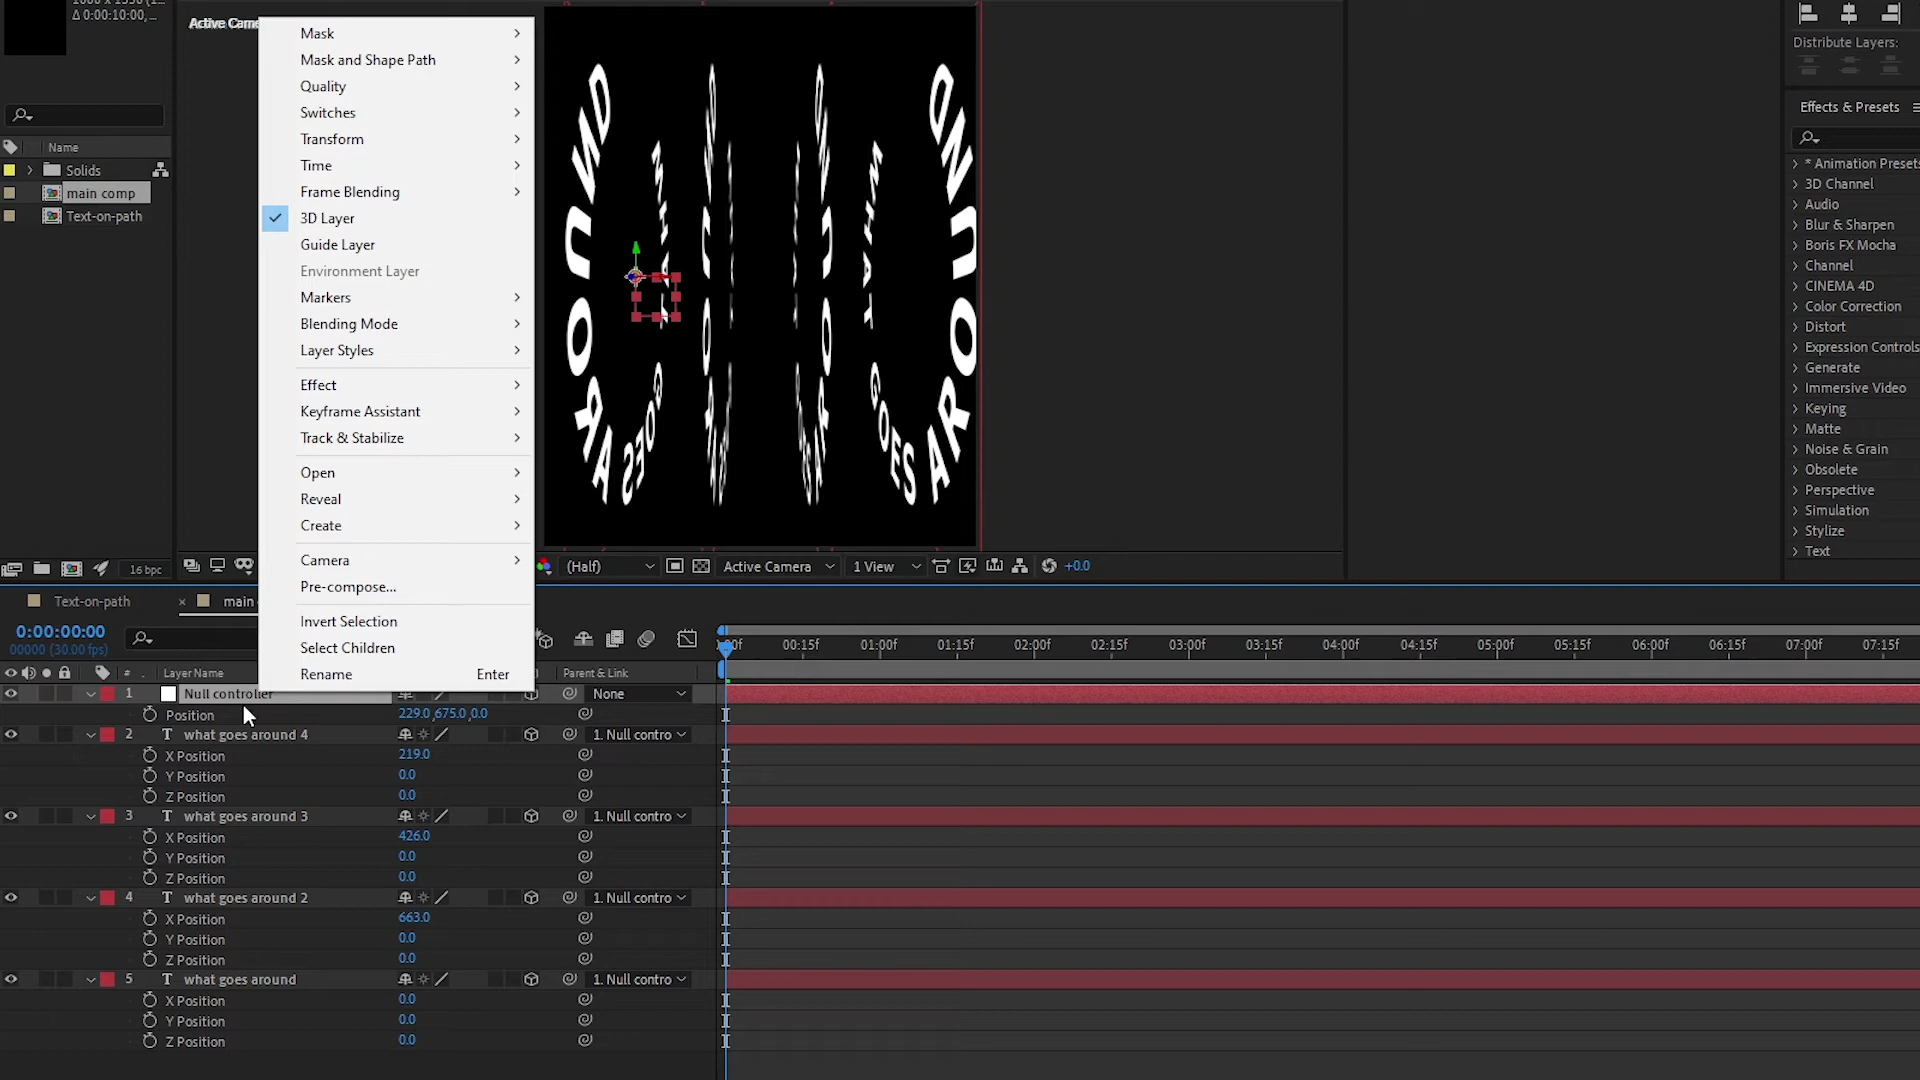 Δ 0:00:10:00, ...
Name
Solids
main comp
Text-on-path
16 bpc
Mask
Mask and Shape Path
Quality
Switches
Transform
Time
Frame Blending
3D Layer
Guide Layer
Environment Layer
Markers
Blending Mode
Layer Styles
Effect
Keyframe Assistant
Track & Stabilize
Open
Reveal
Create
Camera
Pre-compose...
Invert Selection
Select Children
Rename Enter
(Half)
Active Camera
1 View
+0.0
Distribute Layers:
Effects & Presets
* Animation Presets
3D Channel
Audio
Blur & Sharpen
Boris FX Mocha
Channel
CINEMA 4D
Color Correction
Distort
Expression Controls
Generate
Immersive Video
Keying
Matte
Noise & Grain
Obsolete
Perspective
Simulation
Stylize
Text
Text-on-path
main
0:00:00:00
00000 (30.00 fps)
00:15f 01:00f 01:15f 02:00f 02:15f 03:00f 03:15f 04:00f 04:15f 05:00f 05:15f 06:00f 06:15f 07:00f 07:15f
# Layer Name Parent & Link
1 Null controller None
Position 229.0,675.0,0.0
2 T what goes around 4 1. Null contro
X Position 219.0
Y Position 0.0
Z Position 0.0
3 T what goes around 3 1. Null contro
X Position 426.0
Y Position 0.0
Z Position 0.0
4 T what goes around 2 1. Null contro
X Position 663.0
Y Position 0.0
Z Position 0.0
5 T what goes around 1. Null contro
X Position 0.0
Y Position 0.0
Z Position 0.0
WHAT GOES AROUND